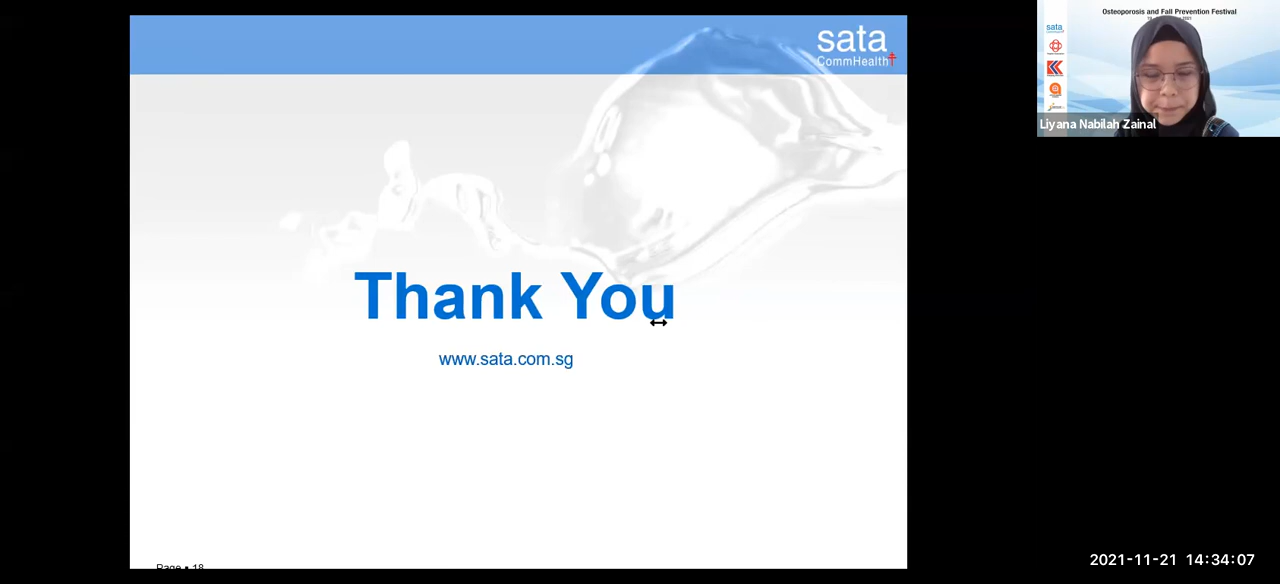 sata
CommHealth
Thank You
www.sata.com.sg
Page ▪ 18
Osteoporosis and Fall Prevention Festival
sata
Liyana Nabilah Zainal
2021-11-21 14:34:07